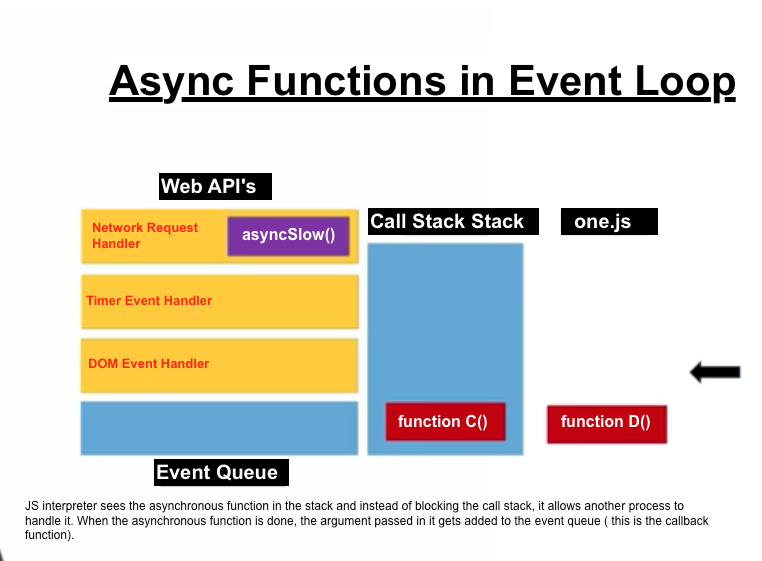 Async Functions in Event Loop
Web API's
Call Stack Stack
one.js
Network Request
Handler
asyncSlow()
Timer Event Handler
DOM Event Handler
function C()
function D()
Event Queue
JS interpreter sees the asynchronous function in the stack and instead of blocking the call stack, it allows another process to
handle it. When the asynchronous function is done, the argument passed in it gets added to the event queue ( this is the callback
function).